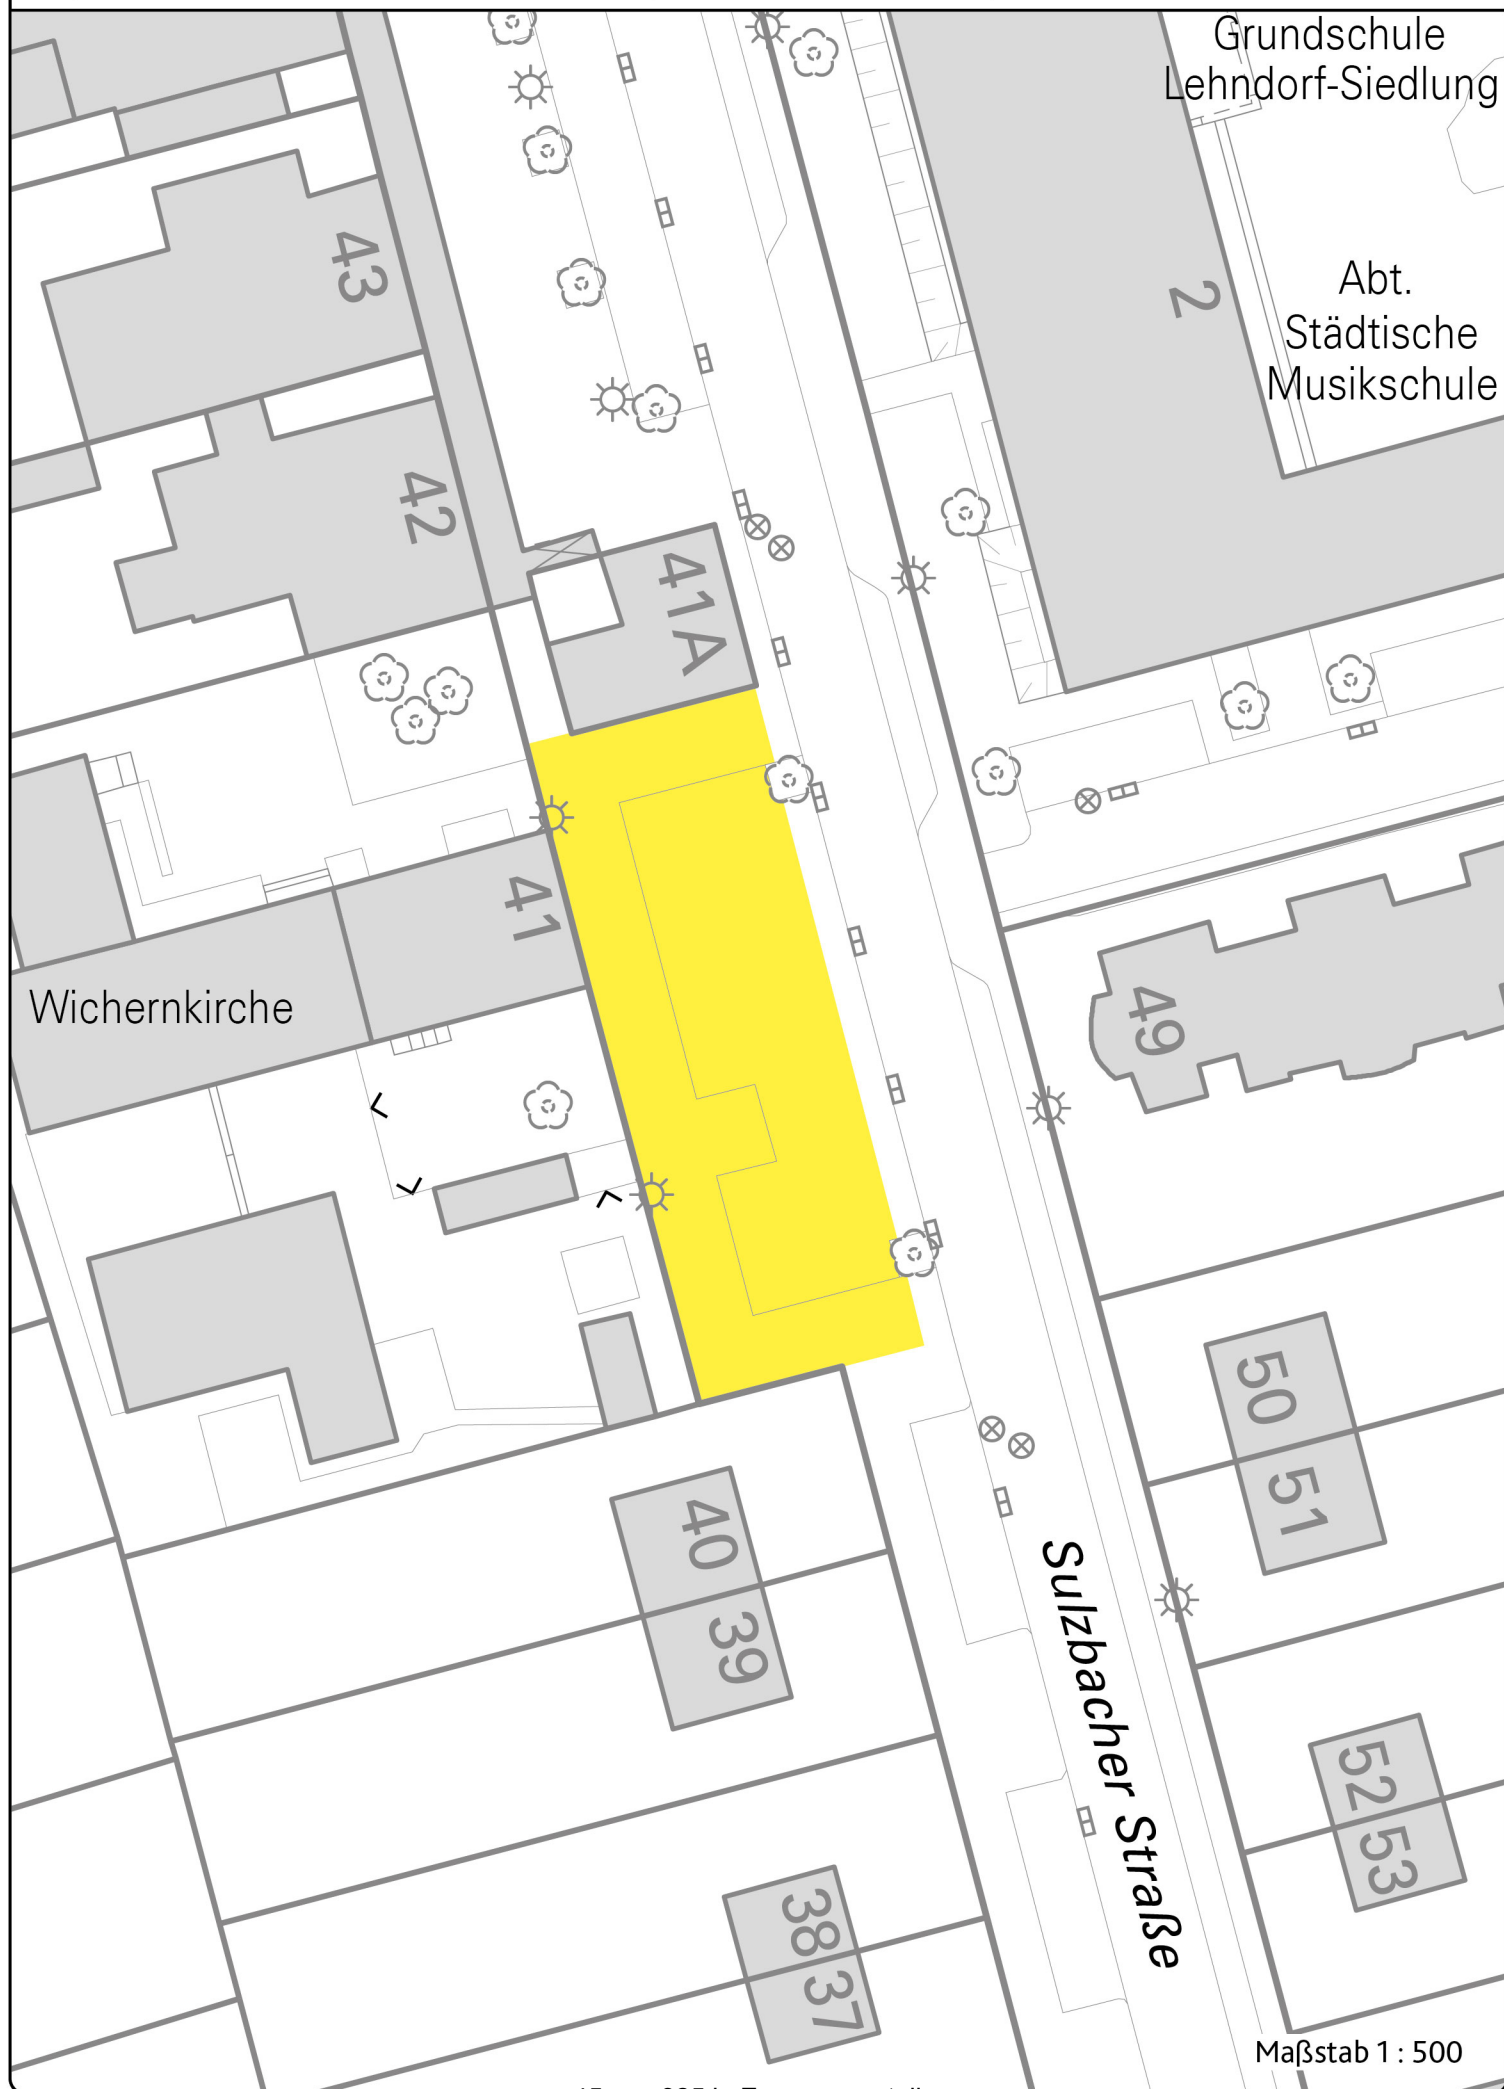 Grundschule
Lehndorf-Siedlung
43
2
Abt.
Städtische
Musikschule
42
41A
41
Wichernkirche
49
50
51
40
39
Sulzbacher Straße
52
53
38
37
Maßstab 1 : 500